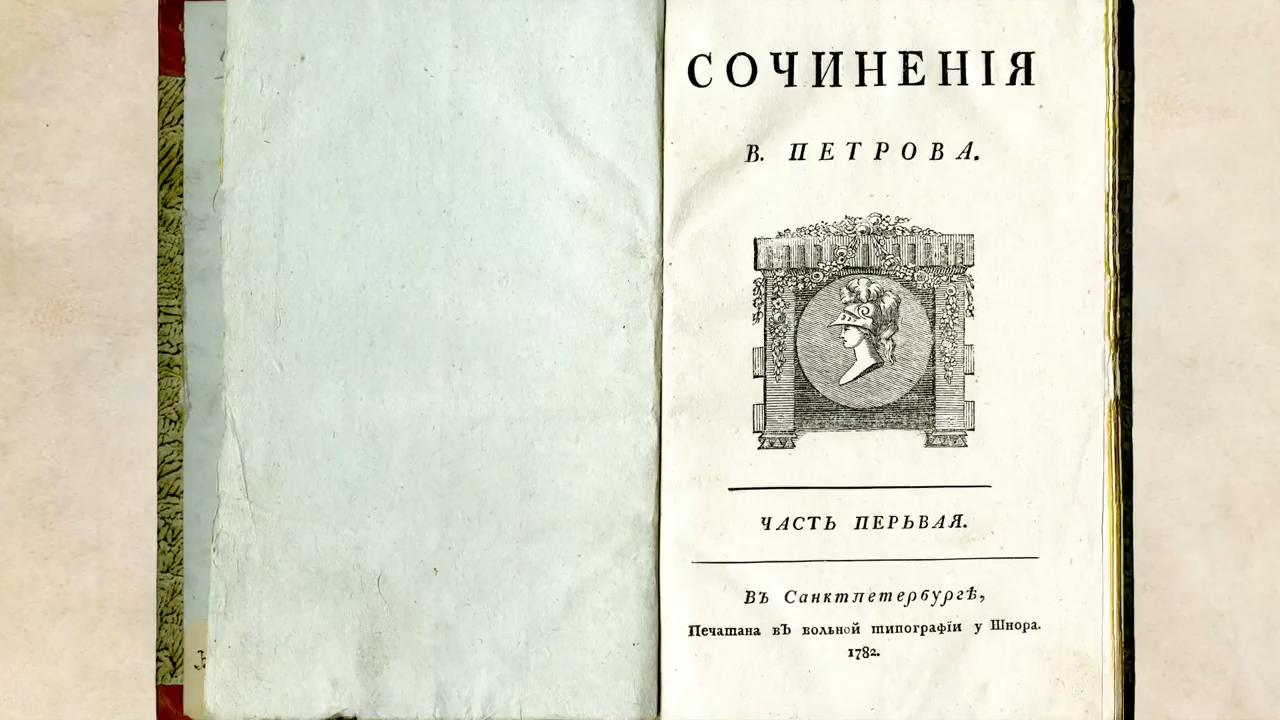 СОЧИНЕНІЯ
В. ПЕТРОВА.
ЧАСТЬ ПЕРЬВАЯ.
Въ Санктпетербургѣ,
Печатана въ вольной типографіи у Шнора.
1782.